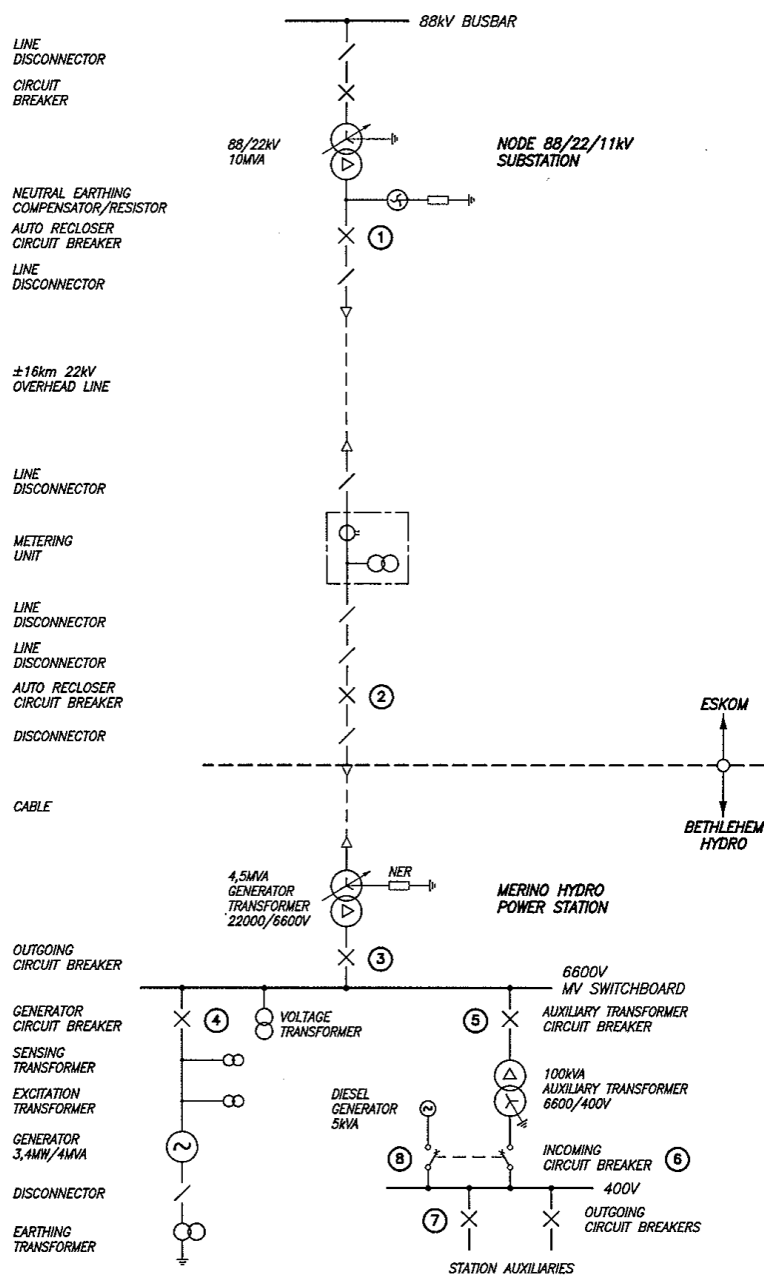 88kV BUSBAR
LINE
DISCONNECTOR
CIRCUIT
BREAKER
88/22kV
10MVA
NODE 88/22/11kV
SUBSTATION
NEUTRAL EARTHING
COMPENSATOR/RESISTOR
AUTO RECLOSER
CIRCUIT BREAKER
1
LINE
DISCONNECTOR
±16km 22kV
OVERHEAD LINE
LINE
DISCONNECTOR
METERING
UNIT
LINE
DISCONNECTOR
LINE
DISCONNECTOR
AUTO RECLOSER
CIRCUIT BREAKER
2
ESKOM
DISCONNECTOR
CABLE
BETHLEHEM
HYDRO
4,5MVA
GENERATOR
TRANSFORMER
22000/6600V
NER
MERINO HYDRO
POWER STATION
OUTGOING
CIRCUIT BREAKER
3
6600V
MV SWITCHBOARD
GENERATOR
CIRCUIT BREAKER
4
VOLTAGE
TRANSFORMER
5
AUXILIARY TRANSFORMER
CIRCUIT BREAKER
SENSING
TRANSFORMER
EXCITATION
TRANSFORMER
DIESEL
GENERATOR
5kVA
100kVA
AUXILIARY TRANSFORMER
6600/400V
GENERATOR
3,4MW/4MVA
8
INCOMING
CIRCUIT BREAKER
6
DISCONNECTOR
400V
7
OUTGOING
CIRCUIT BREAKERS
EARTHING
TRANSFORMER
STATION AUXILIARIES